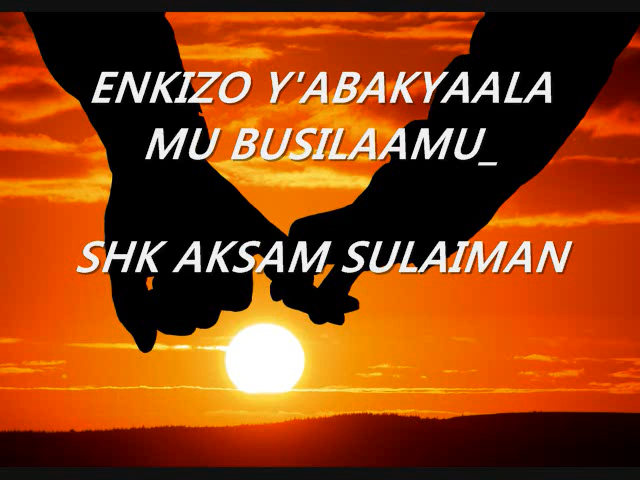 ENKIZO Y'ABAKYAALA
MU BUSILAAMU_
SHK AKSAM SULAIMAN